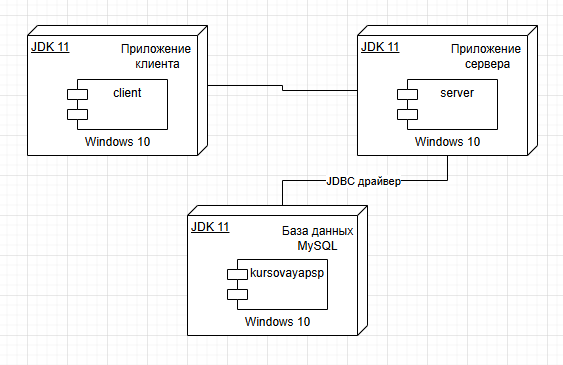 JDK 11
Приложение
клиента
client
Windows 10
JDK 11
Приложение
сервера
server
Windows 10
JDBC драйвер
JDK 11
База данных
MySQL
kursovayapsp
Windows 10